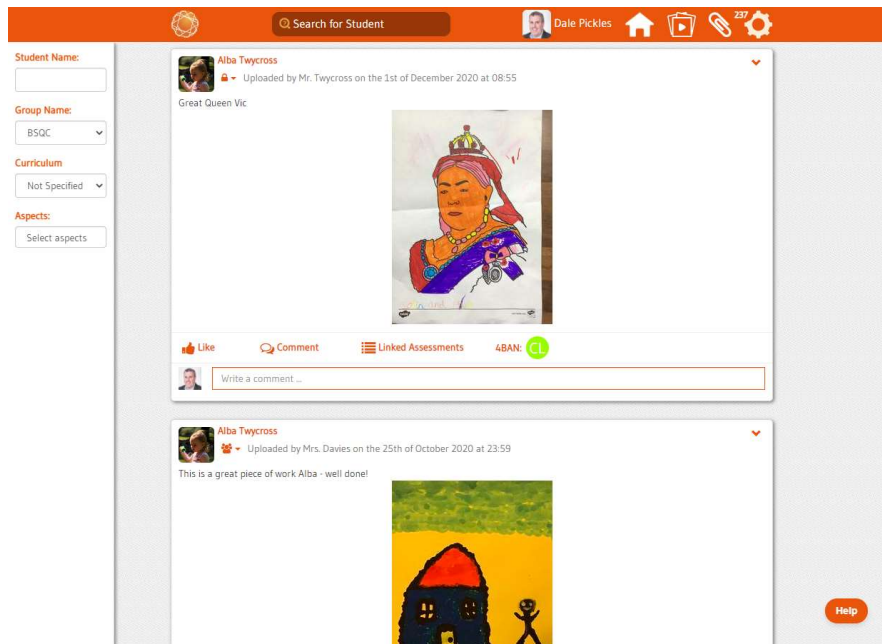 Search for Student
Dale Pickles
237
Student Name:
Group Name:
BSQC
Curriculum
Not Specified
Aspects:
Select aspects
Alba Twycross
Uploaded by Mr. Twycross on the 1st of December 2020 at 08:55
Great Queen Vic
Like
Comment
Linked Assessments
4BAN:
CL
Write a comment ...
Alba Twycross
Uploaded by Mrs. Davies on the 25th of October 2020 at 23:59
This is a great piece of work Alba - well done!
Help